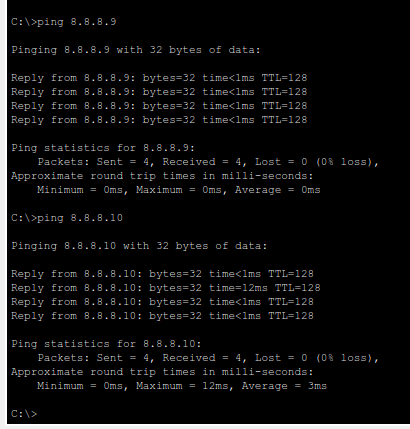 C:\>ping 8.8.8.9
Pinging 8.8.8.9 with 32 bytes of data:
Reply from 8.8.8.9: bytes=32 time<1ms TTL=128
Reply from 8.8.8.9: bytes=32 time<1ms TTL=128
Reply from 8.8.8.9: bytes=32 time<1ms TTL=128
Reply from 8.8.8.9: bytes=32 time<1ms TTL=128
Ping statistics for 8.8.8.9:
    Packets: Sent = 4, Received = 4, Lost = 0 (0% loss),
Approximate round trip times in milli-seconds:
    Minimum = 0ms, Maximum = 0ms, Average = 0ms
C:\>ping 8.8.8.10
Pinging 8.8.8.10 with 32 bytes of data:
Reply from 8.8.8.10: bytes=32 time<1ms TTL=128
Reply from 8.8.8.10: bytes=32 time=12ms TTL=128
Reply from 8.8.8.10: bytes=32 time<1ms TTL=128
Reply from 8.8.8.10: bytes=32 time<1ms TTL=128
Ping statistics for 8.8.8.10:
    Packets: Sent = 4, Received = 4, Lost = 0 (0% loss),
Approximate round trip times in milli-seconds:
    Minimum = 0ms, Maximum = 12ms, Average = 3ms
C:\>